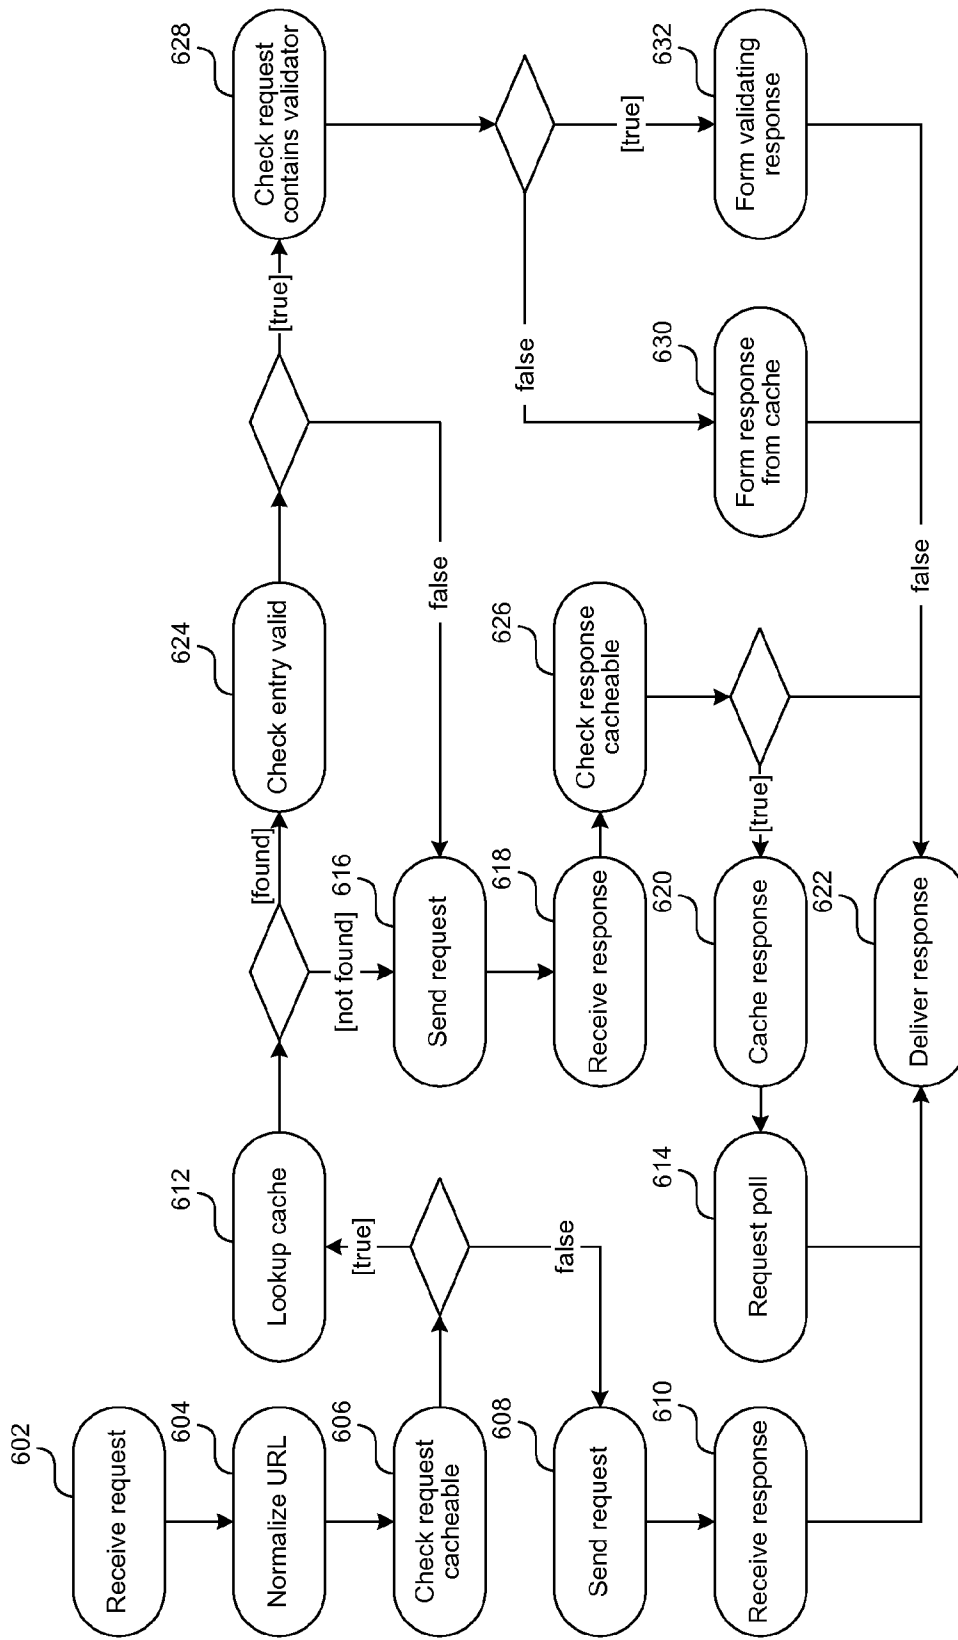 602
Receive request
604
Normalize URL
606
Check request
cacheable
608
Send request
610
Receive response
612
Lookup cache
[true]
false
614
Request poll
[found]
[not found]
616
Send request
618
Receive response
620
Cache response
622
Deliver response
624
Check entry valid
626
Check response
cacheable
[true]
false
[true]
false
628
Check request
contains validator
false
[true]
630
Form response
from cache
632
Form validating
response